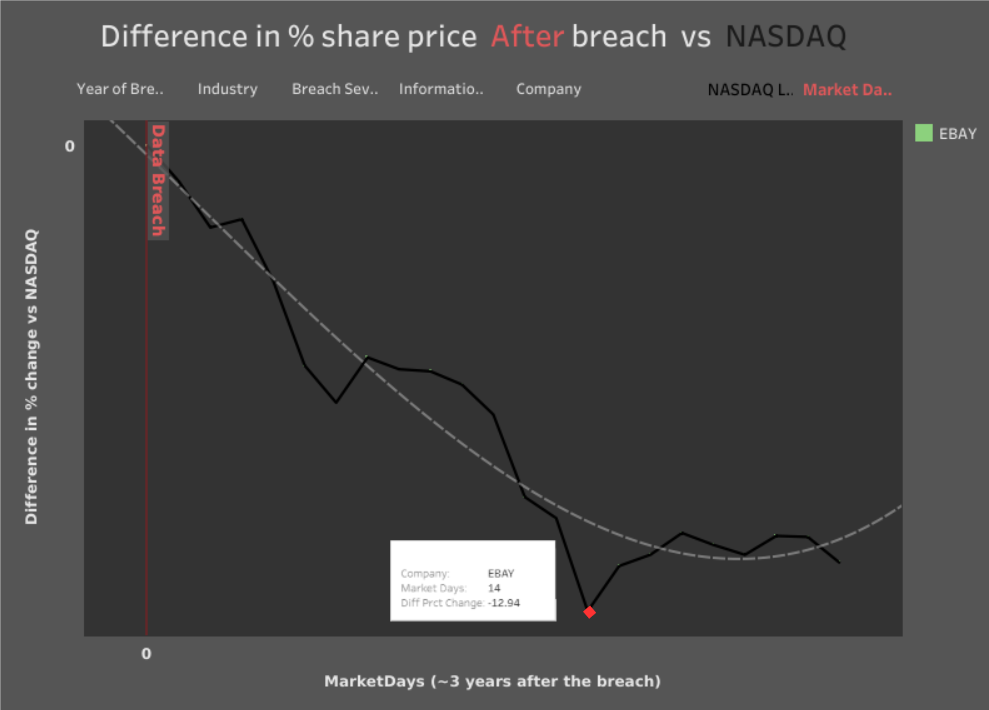 Difference in % share price After breach vs NASDAQ
Year of Bre.. Industry Breach Sev.. Informatio.. Company NASDAQ L.. Market Da..
EBAY
0
Data Breach
Difference in % change vs NASDAQ
Company: EBAY
Market Days: 14
Diff Prct Change: -12.94
0
MarketDays (~3 years after the breach)